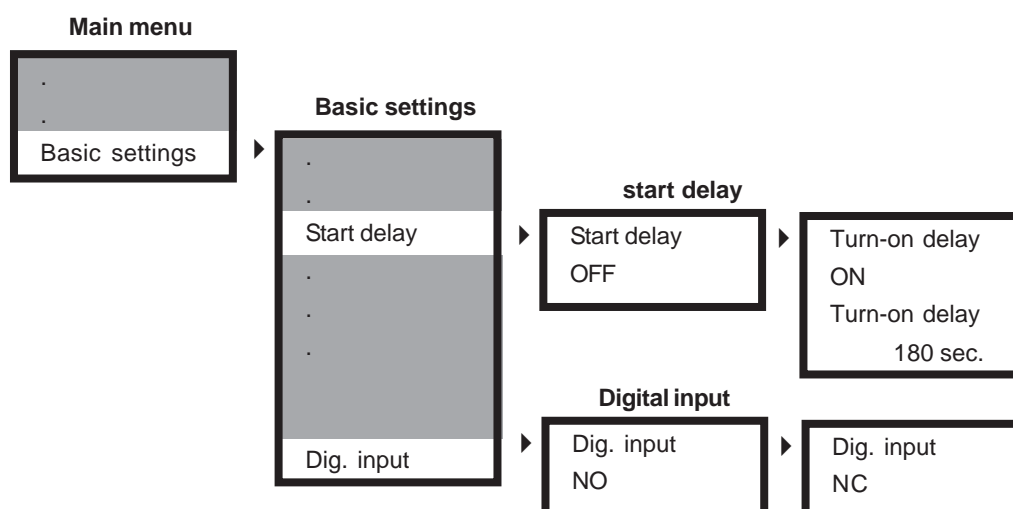 Main menu
.
.
Basic settings
Basic settings
.
.
Start delay
.
.
.
Dig. input
start delay
Start delay
OFF
Turn-on delay
ON
Turn-on delay
180 sec.
Digital input
Dig. input
NO
Dig. input
NC